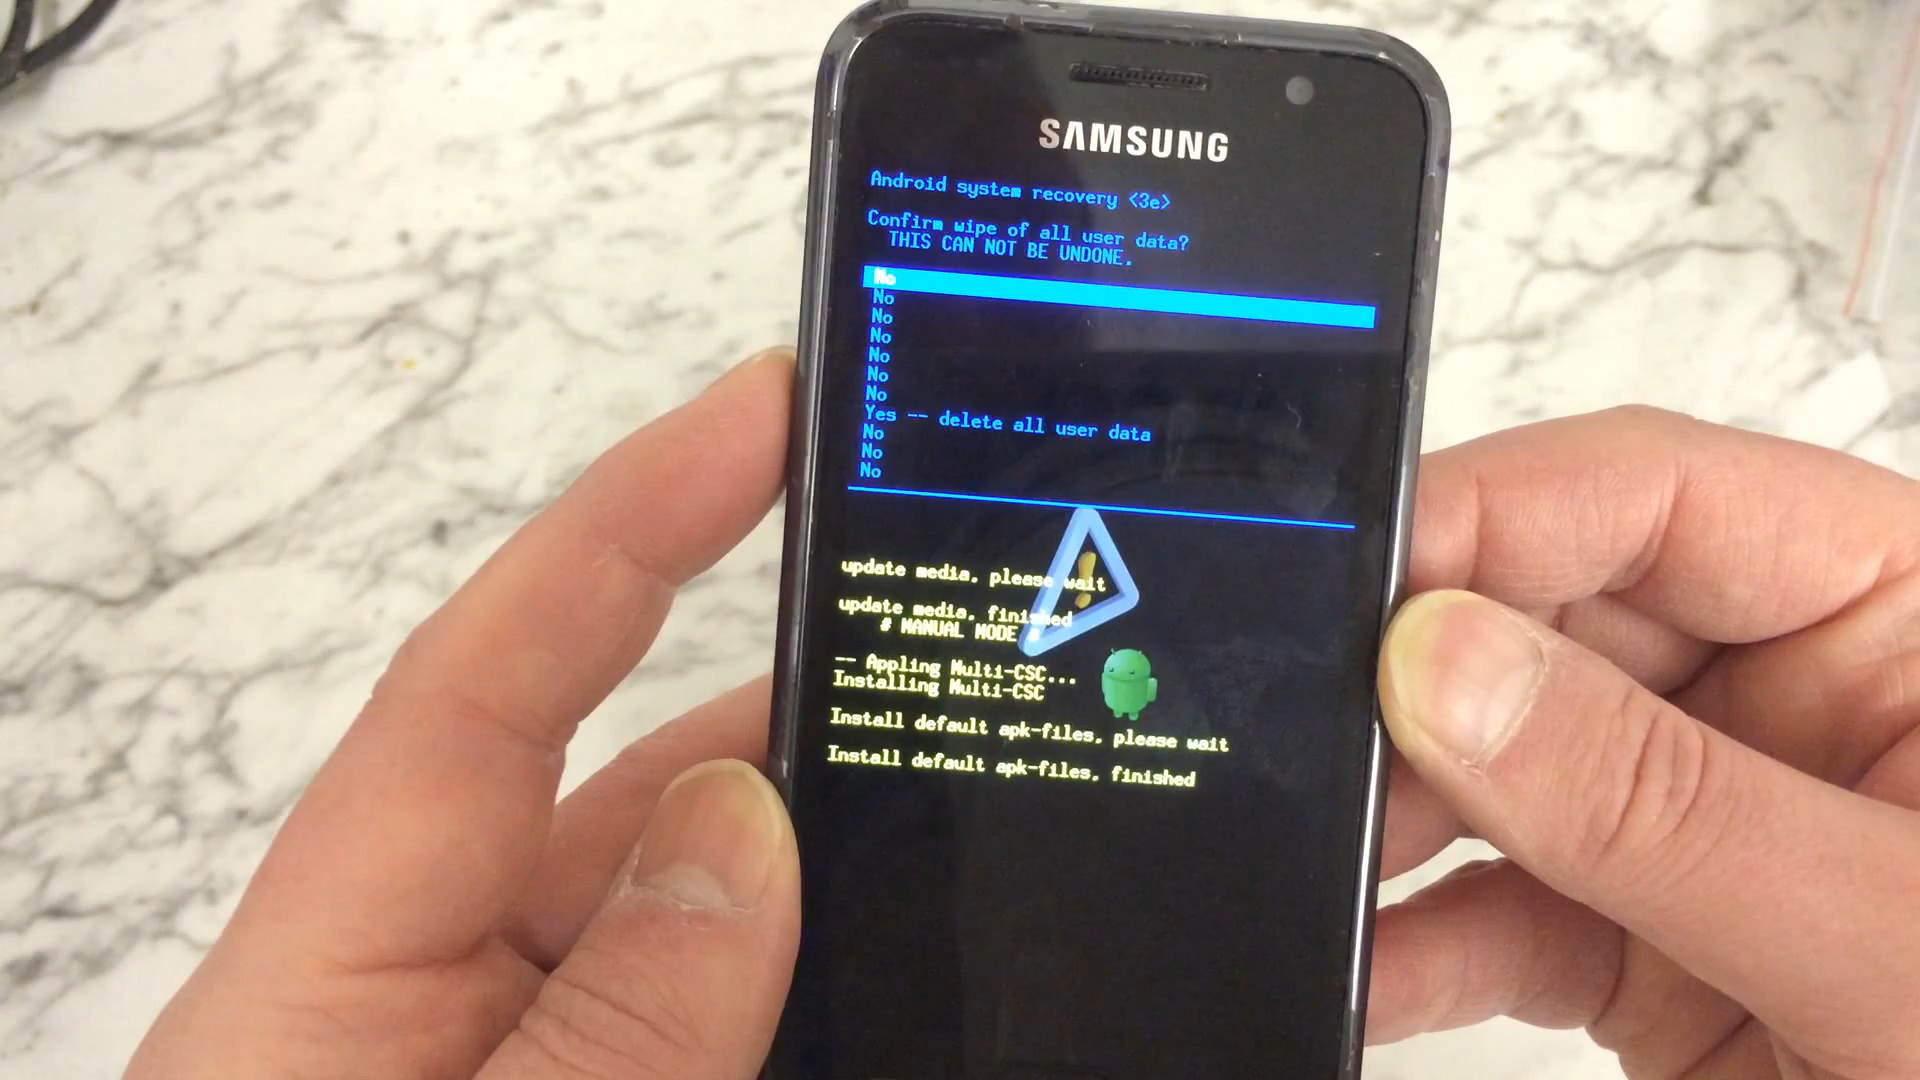 SAMSUNG
Android system recovery <3e>
Confirm wipe of all user data?
THIS CAN NOT BE UNDONE.
No
No
No
No
No
No
No
Yes -- delete all user data
No
No
No
update media, please wait
update media, finished
# MANUAL MODE #
-- Appling Multi-CSC...
Installing Multi-CSC
Install default apk-files, please wait
Install default apk-files, finished